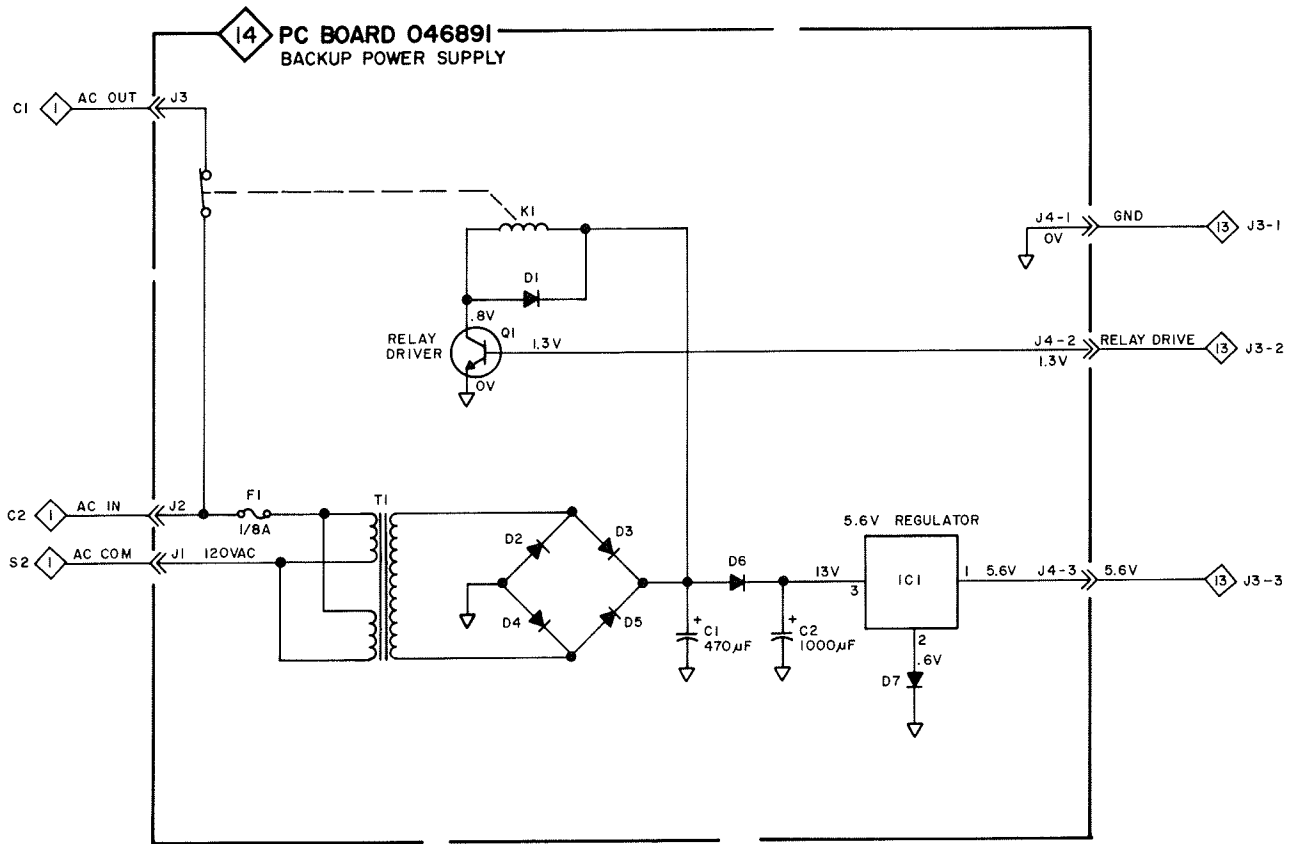 14 PC BOARD 046891
BACKUP POWER SUPPLY
C1 1 AC OUT J3
K1
J4-1 GND 13 J3-1
0V
D1
.8V
Q1
RELAY
DRIVER
1.3V
J4-2 RELAY DRIVE 13 J3-2
1.3V
0V
C2 1 AC IN J2 F1 T1
1/8A
S2 1 AC COM J1 120VAC
D2 D3
D4 D5
D6
5.6V REGULATOR
13V 3 IC1 1 5.6V J4-3 5.6V 13 J3-3
+ C1
470µF
+ C2
1000µF
2
.6V
D7